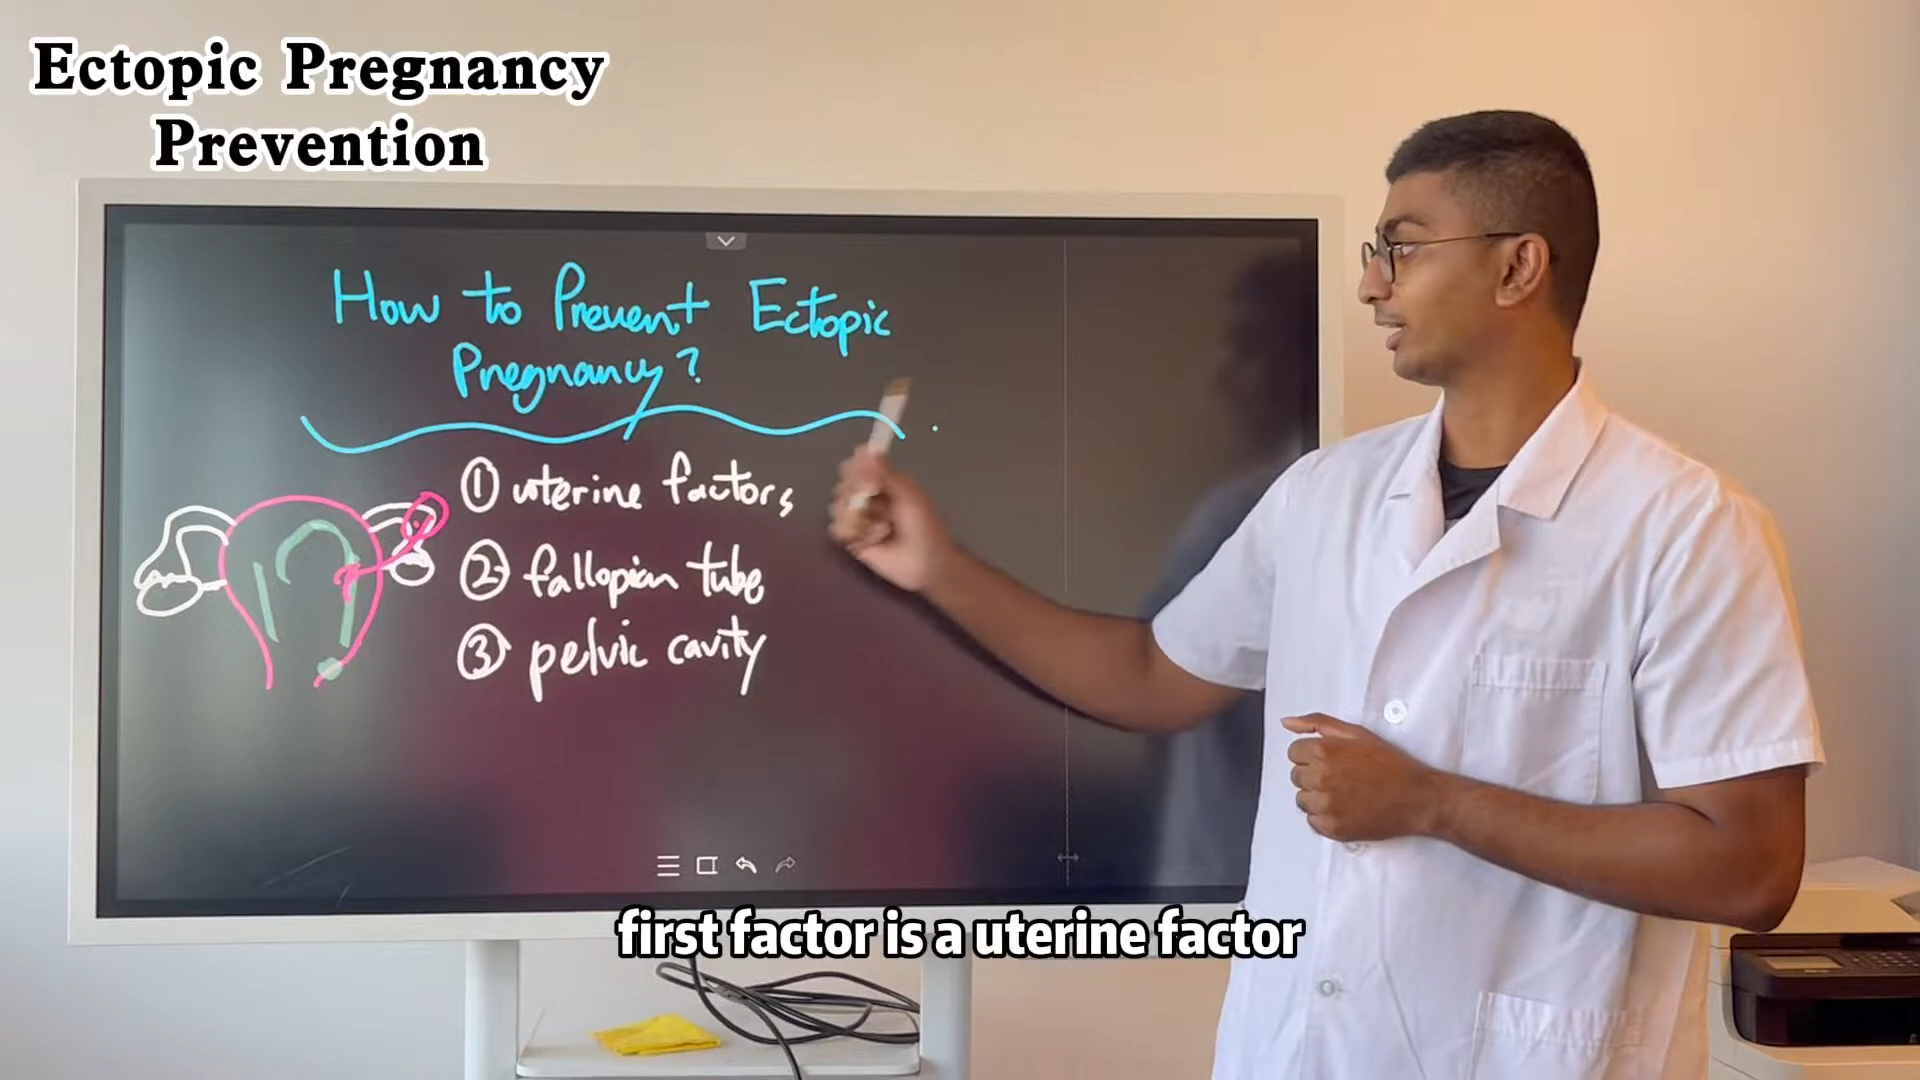 Ectopic Pregnancy
Prevention
How to Prevent Ectopic
Pregnancy?
① uterine factors
② fallopian tube
③ pelvic cavity
first factor is a uterine factor